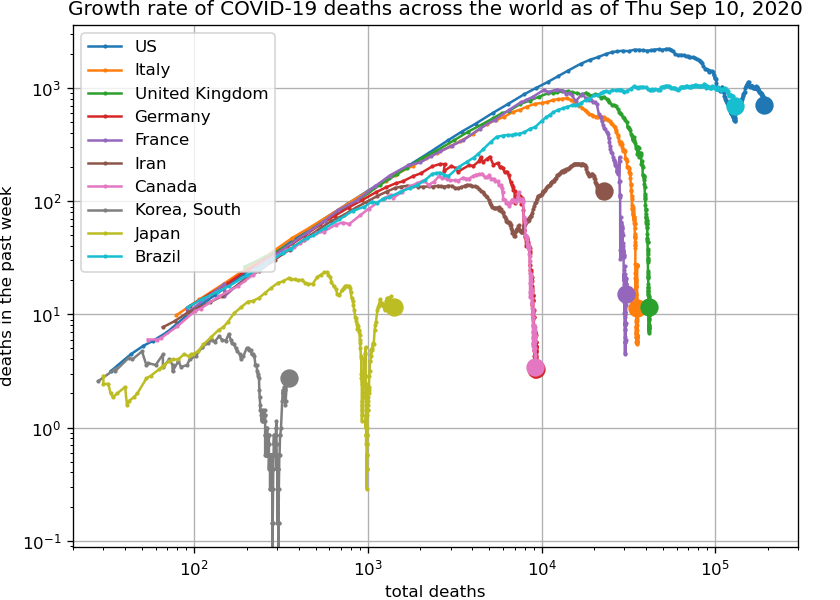 Growth rate of COVID-19 deaths across the world as of Thu Sep 10, 2020
US
Italy
United Kingdom
Germany
France
Iran
Canada
Korea, South
Japan
Brazil
deaths in the past week
10³
10²
10¹
10⁰
10⁻¹
10²
10³
10⁴
10⁵
total deaths